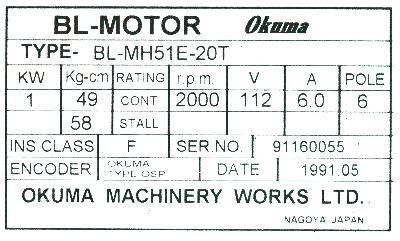 BL-MOTOR Okuma
TYPE- BL-MH51E-20T
KW Kg-cm RATING r.p.m. V A POLE
1 49 CONT 2000 112 6.0 6
58 STALL
INS.CLASS F SER.NO. 91160055
ENCODER OKUMA TYPE OSP DATE 1991.05
OKUMA MACHINERY WORKS LTD.
NAGOYA JAPAN